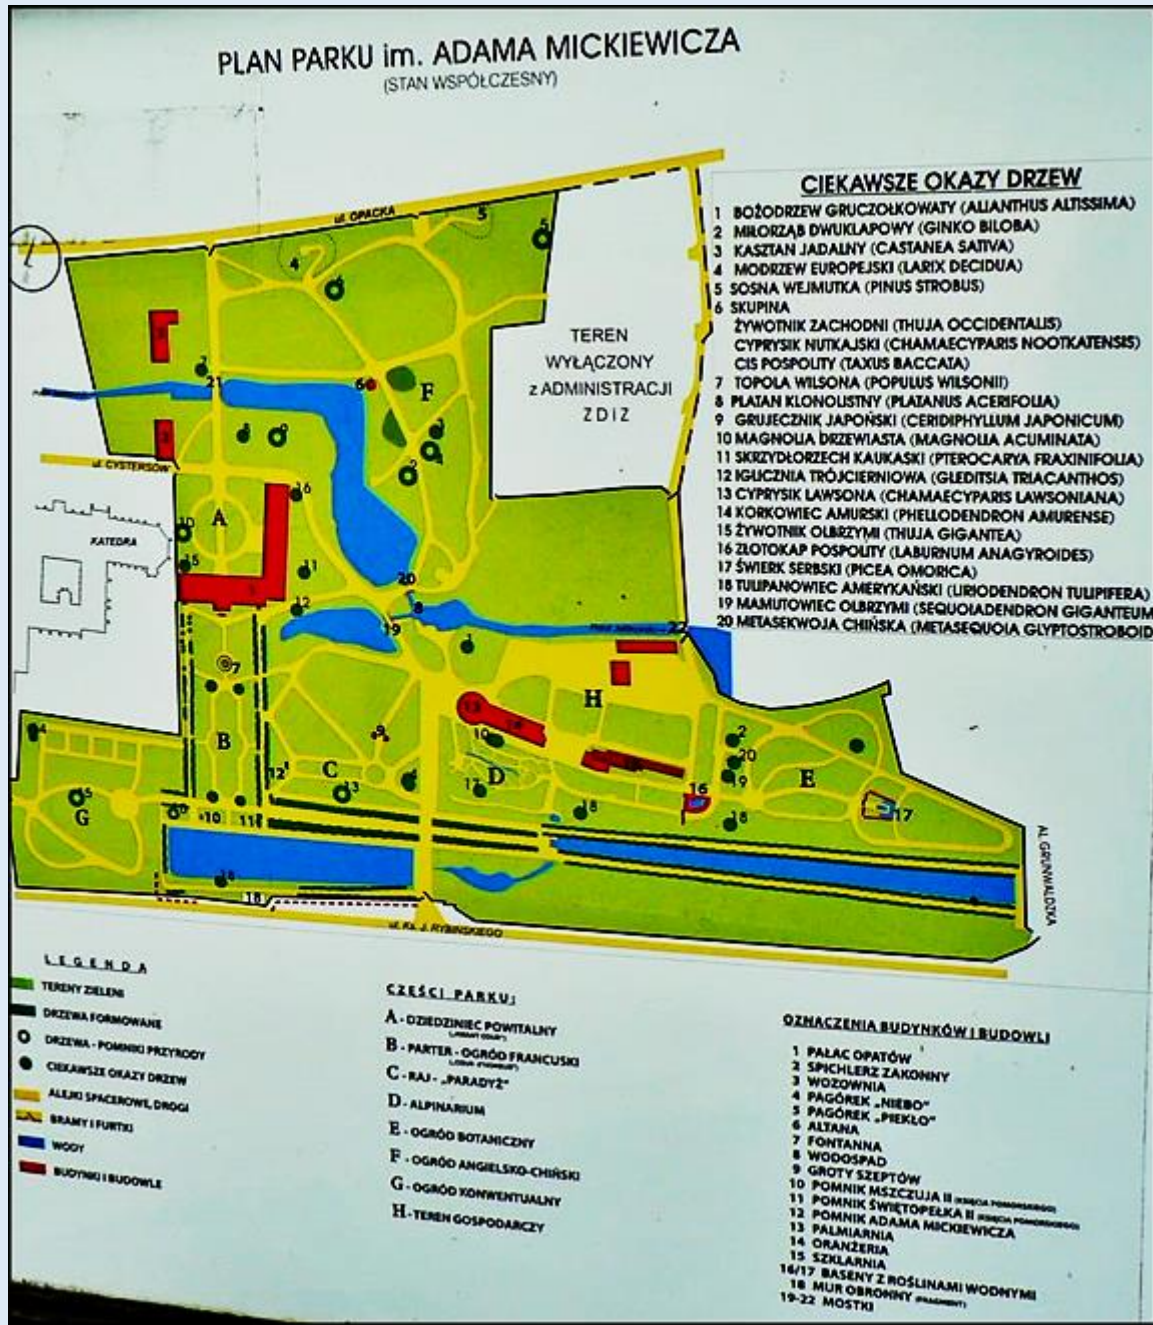 PLAN PARKU im. ADAMA MICKIEWICZA
(STAN WSPÓŁCZESNY)
CIEKAWSZE OKAZY DRZEW
1 BOŻODRZEW GRUCZOŁKOWATY (ALIANTHUS ALTISSIMA)
2 MIŁORZĄB DWUKLAPOWY (GINKO BILOBA)
3 KASZTAN JADALNY (CASTANEA SATIVA)
4 MODRZEW EUROPEJSKI (LARIX DECIDUA)
5 SOSNA WEJMUTKA (PINUS STROBUS)
6 SKUPINA
ŻYWOTNIK ZACHODNI (THUJA OCCIDENTALIS)
CYPRYSIK NUTKAJSKI (CHAMAECYPARIS NOOTKATENSIS)
CIS POSPOLITY (TAXUS BACCATA)
7 TOPOLA WILSONA (POPULUS WILSONII)
8 PLATAN KLONOLISTNY (PLATANUS ACERIFOLIA)
9 GRUJECZNIK JAPOŃSKI (CERIDIPHYLLUM JAPONICUM)
10 MAGNOLIA DRZEWIASTA (MAGNOLIA ACUMINATA)
11 SKRZYDŁORZECH KAUKASKI (PTEROCARYA FRAXINIFOLIA)
12 IGLICZNIA TRÓJCIERNIOWA (GLEDITSIA TRIACANTHOS)
13 CYPRYSIK LAWSONA (CHAMAECYPARIS LAWSONIANA)
14 KORKOWIEC AMURSKI (PHELLODENDRON AMURENSE)
15 ŻYWOTNIK OLBRZYMI (THUJA GIGANTEA)
16 ZŁOTOKAP POSPOLITY (LABURNUM ANAGYROIDES)
17 ŚWIERK SERBSKI (PICEA OMORICA)
18 TULIPANOWIEC AMERYKAŃSKI (LIRIODENDRON TULIPIFERA)
19 MAMUTOWIEC OLBRZYMI (SEQUOIADENDRON GIGANTEUM
20 METASEKWOJA CHIŃSKA (METASEQUOIA GLYPTOSTROBOID
ul. OPACKA
TEREN
WYŁĄCZONY
z ADMINISTRACJI
Z D I Z
ul. CYSTERSÓW
KATEDRA
A
B
C
D
E
F
G
H
AL. GRUNWALDZKA
ul. Ks. J. RYBIŃSKIEGO
LEGENDA
TERENY ZIELENI
DRZEWA FORMOWANE
DRZEWA - POMNIKI PRZYRODY
CIEKAWSZE OKAZY DRZEW
ALEJKI SPACEROWE, DROGI
BRAMY I FURTKI
WODY
BUDYNKI I BUDOWLE
CZĘŚCI PARKU:
A - DZIEDZINIEC POWITALNY
B - PARTER - OGRÓD FRANCUSKI
C - RAJ - „PARADYŻ"
D - ALPINARIUM
E - OGRÓD BOTANICZNY
F - OGRÓD ANGIELSKO-CHIŃSKI
G - OGRÓD KONWENTUALNY
H - TEREN GOSPODARCZY
OZNACZENIA BUDYNKÓW I BUDOWLI
1 PAŁAC OPATÓW
2 SPICHLERZ ZAKONNY
3 WOZOWNIA
4 PAGÓREK „NIEBO"
5 PAGÓREK „PIEKŁO"
6 ALTANA
7 FONTANNA
8 WODOSPAD
9 GROTY SZEPTÓW
10 POMNIK MSZCZUJA II (KSIĘCIA POMORSKIEGO)
11 POMNIK ŚWIĘTOPEŁKA II (KSIĘCIA POMORSKIEGO)
12 POMNIK ADAMA MICKIEWICZA
13 PALMIARNIA
14 ORANŻERIA
15 SZKLARNIA
16/17 BASENY Z ROŚLINAMI WODNYMI
18 MUR OBRONNY (FRAGMENT)
19-22 MOSTKI